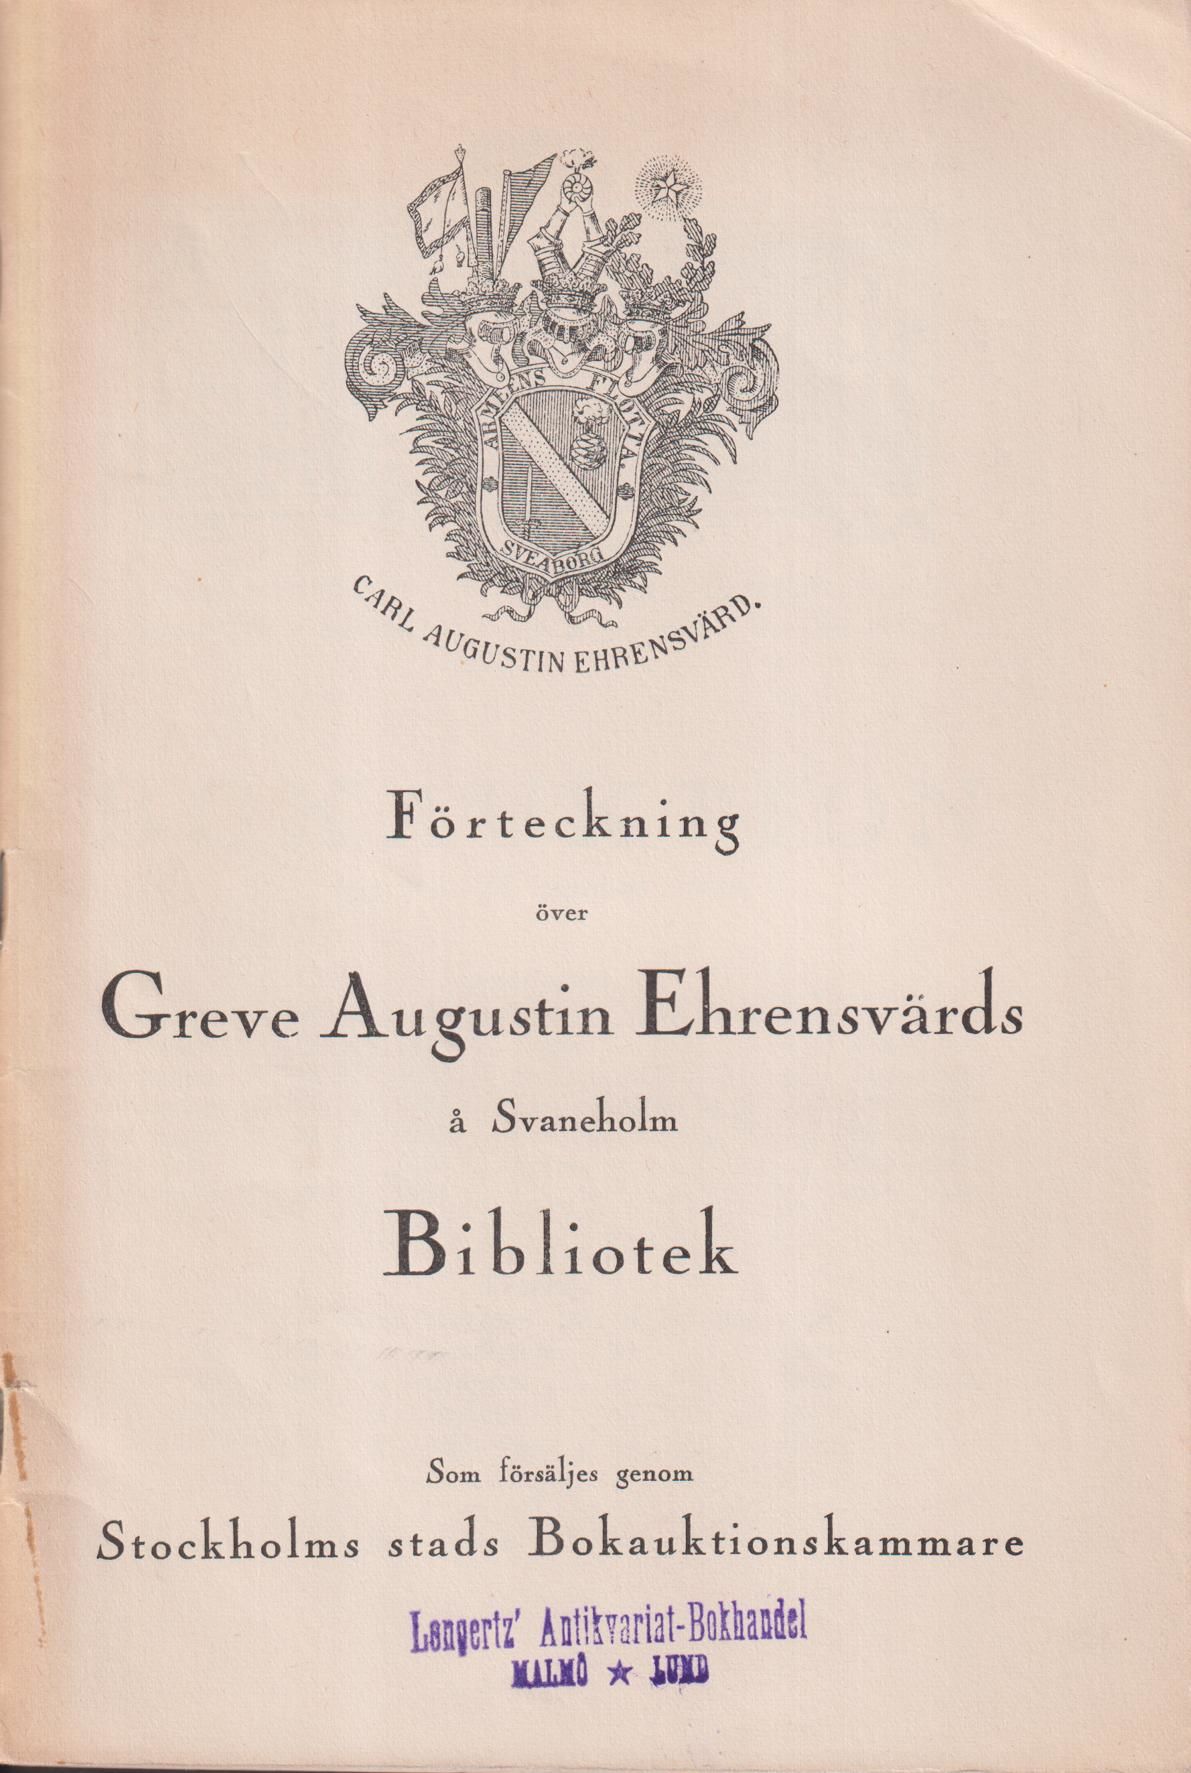 ARMEENS FLOTTA.
SVEABORG
CARL AUGUSTIN EHRENSVÄRD.
Förteckning
över
Greve Augustin Ehrensvärds
å Svaneholm
Bibliotek
Som försäljes genom
Stockholms stads Bokauktionskammare
Lengertz' Antikvariat-Bokhandel
MALMÖ ★ LUND